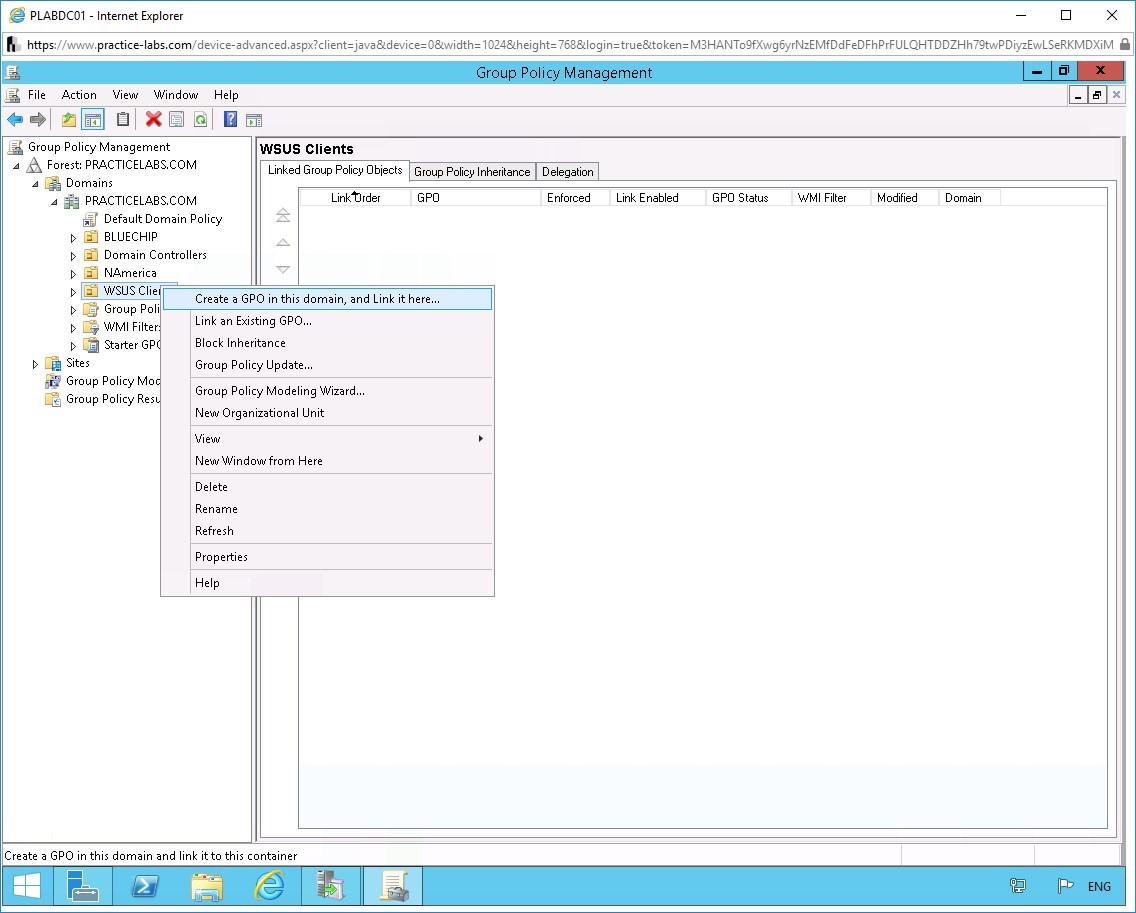 PLABDC01 - Internet Explorer
https://www.practice-labs.com/device-advanced.aspx?client=java&device=0&width=1024&height=768&login=true&token=M3HANTo9fXwg6yrNzEMfDdFeDFhPrFULQHTDDZHh79twPDiyzEwLSeRKMDXiM
Group Policy Management
File Action View Window Help
Group Policy Management
Forest: PRACTICELABS.COM
Domains
PRACTICELABS.COM
Default Domain Policy
BLUECHIP
Domain Controllers
NAmerica
WSUS Clier
Group Poli
WMI Filters
Starter GPO
Sites
Group Policy Moc
Group Policy Resu
WSUS Clients
Linked Group Policy Objects Group Policy Inheritance Delegation
Link Order GPO Enforced Link Enabled GPO Status WMI Filter Modified Domain
Create a GPO in this domain, and Link it here...
Link an Existing GPO...
Block Inheritance
Group Policy Update...
Group Policy Modeling Wizard...
New Organizational Unit
View
New Window from Here
Delete
Rename
Refresh
Properties
Help
Create a GPO in this domain and link it to this container
ENG